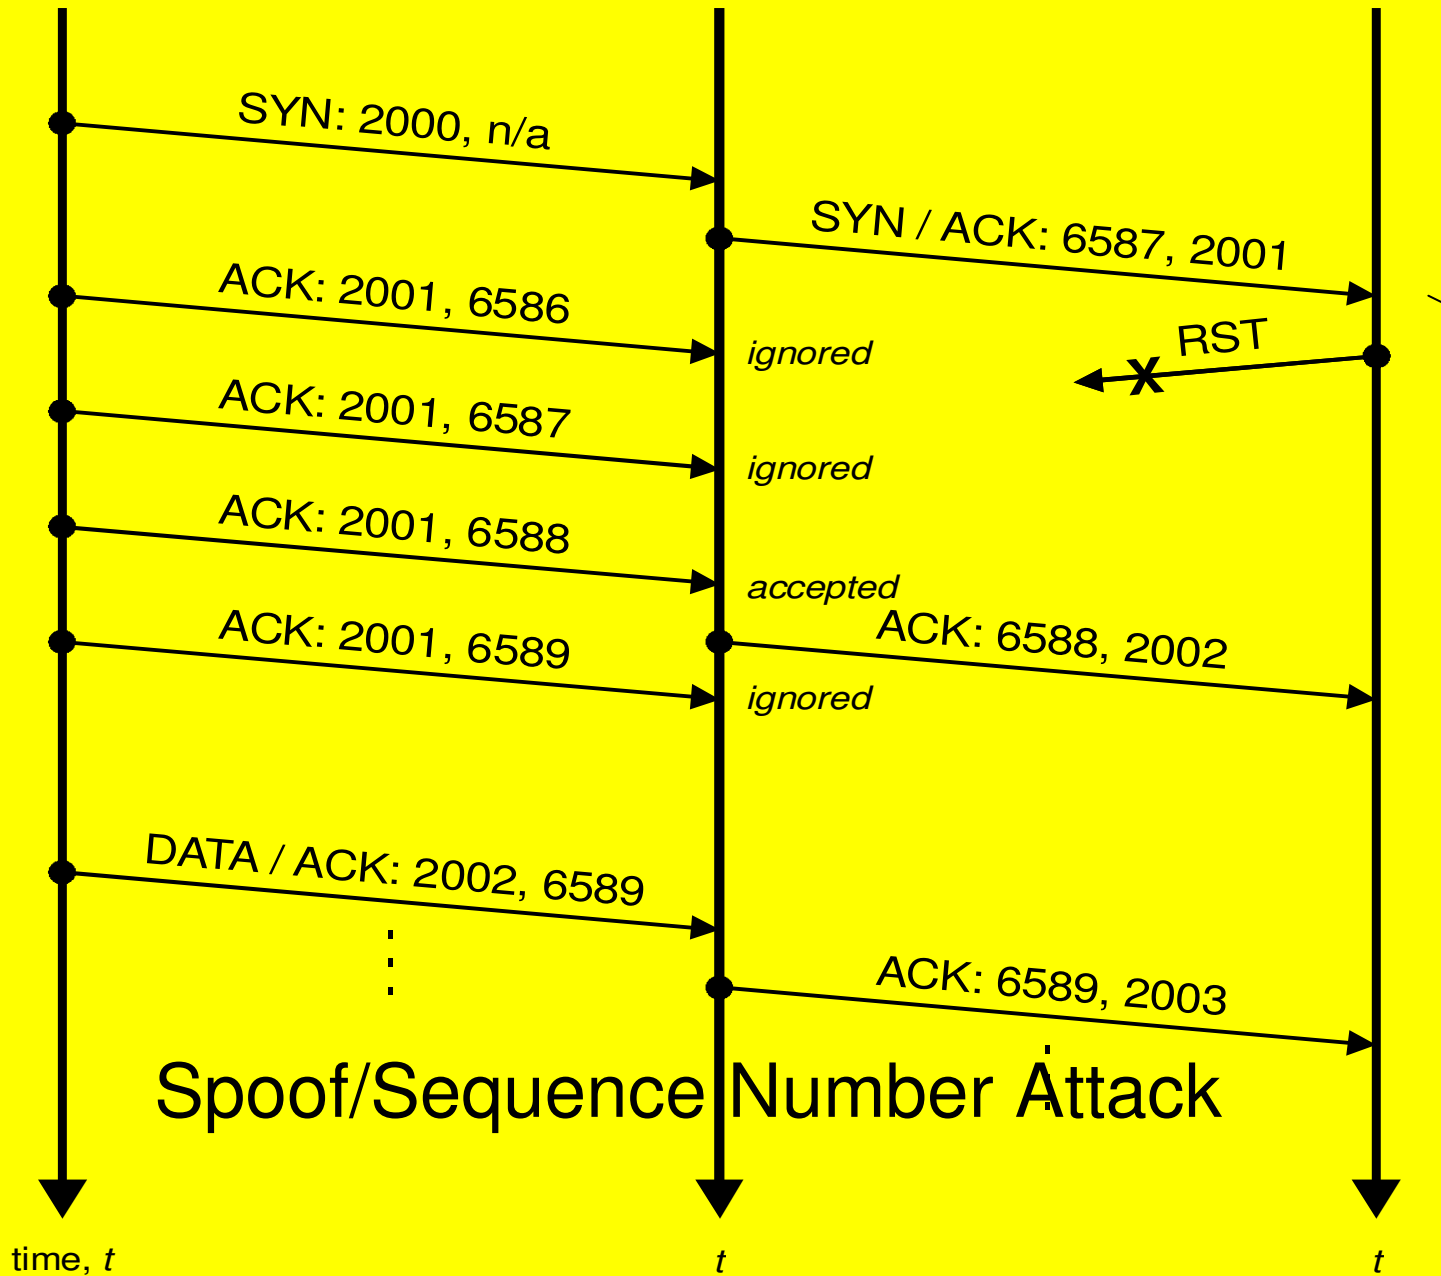 SYN: 2000, n/a
SYN / ACK: 6587, 2001
ACK: 2001, 6586
RST
X
ignored
ACK: 2001, 6587
ignored
ACK: 2001, 6588
accepted
ACK: 2001, 6589
ACK: 6588, 2002
ignored
DATA / ACK: 2002, 6589
ACK: 6589, 2003
Spoof/Sequence Number Attack
time, t
t
t